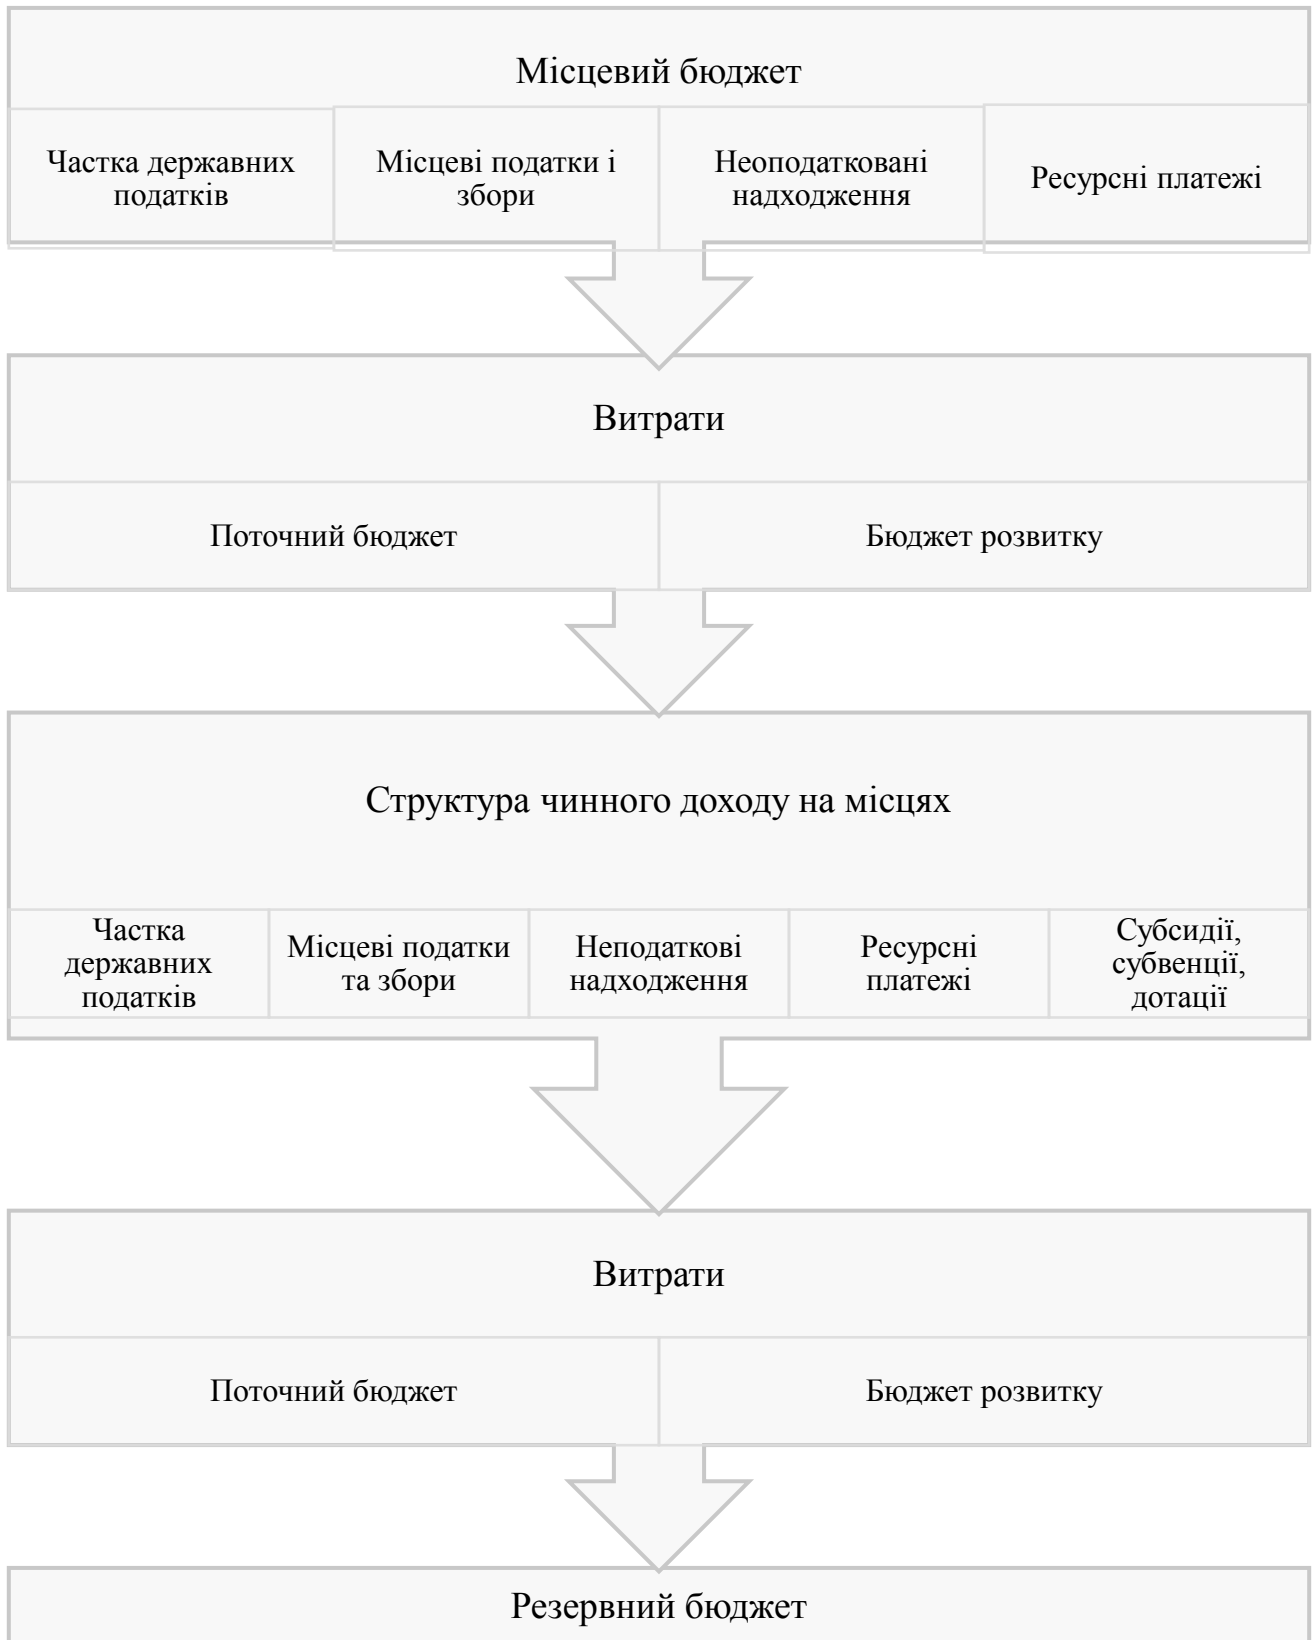 Місцевий бюджет
Частка державних
податків
Місцеві податки і
збори
Неоподатковані
надходження
Ресурсні платежі
Витрати
Поточний бюджет
Бюджет розвитку
Структура чинного доходу на місцях
Частка
державних
податків
Місцеві податки
та збори
Неподаткові
надходження
Ресурсні
платежі
Субсидії,
субвенції,
дотації
Витрати
Поточний бюджет
Бюджет розвитку
Резервний бюджет